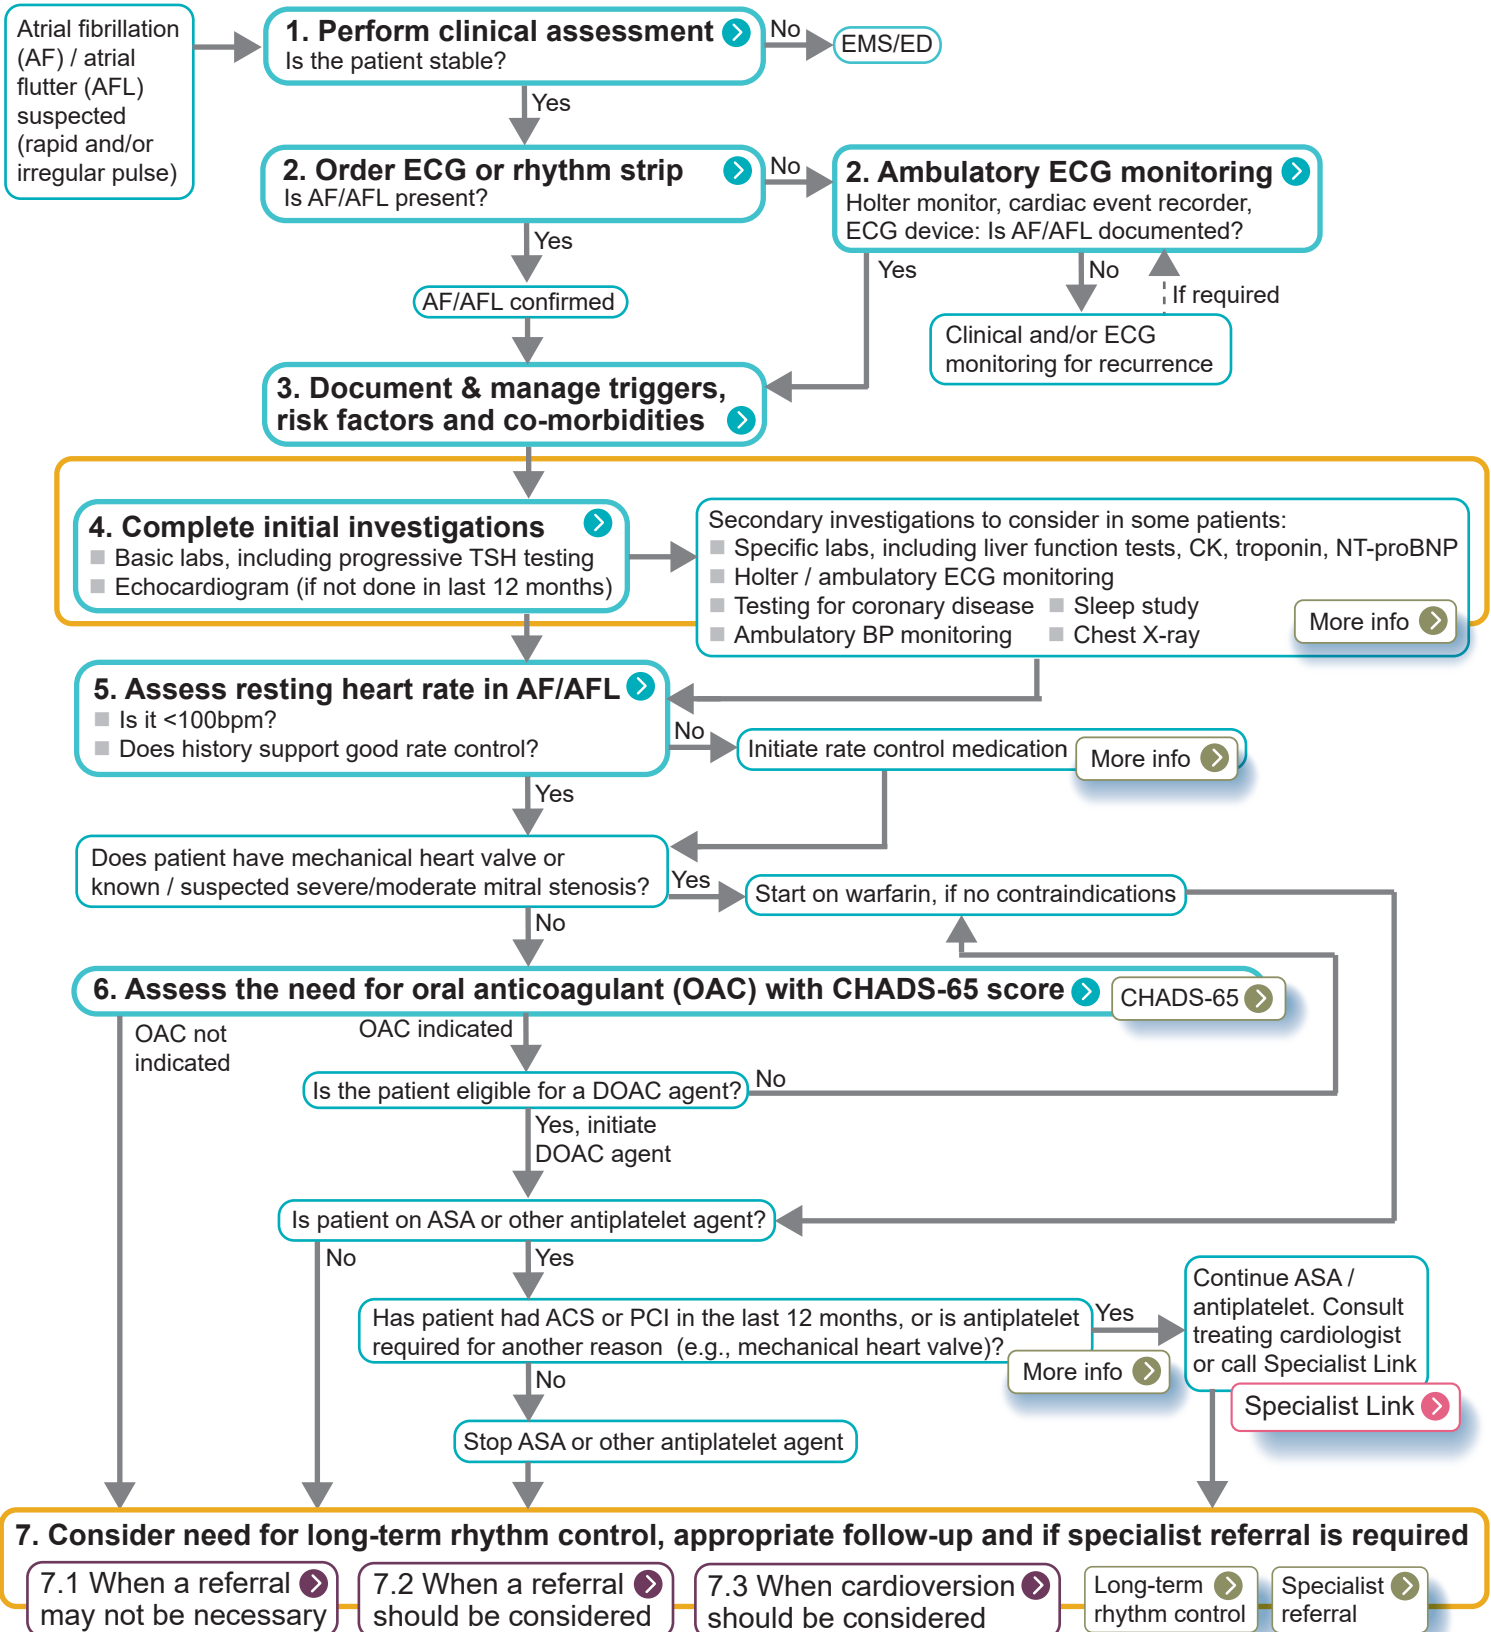 Atrial fibrillation
(AF) / atrial
flutter (AFL)
suspected
(rapid and/or
irregular pulse)
1. Perform clinical assessment
Is the patient stable?
No
EMS/ED
Yes
2. Order ECG or rhythm strip
Is AF/AFL present?
No
2. Ambulatory ECG monitoring
Holter monitor, cardiac event recorder,
ECG device: Is AF/AFL documented?
Yes
AF/AFL confirmed
Yes
No
If required
Clinical and/or ECG
monitoring for recurrence
3. Document & manage triggers,
risk factors and co-morbidities
4. Complete initial investigations
Basic labs, including progressive TSH testing
Echocardiogram (if not done in last 12 months)
Secondary investigations to consider in some patients:
Specific labs, including liver function tests, CK, troponin, NT-proBNP
Holter / ambulatory ECG monitoring
Testing for coronary disease
Sleep study
Ambulatory BP monitoring
Chest X-ray
More info
5. Assess resting heart rate in AF/AFL
Is it <100bpm?
Does history support good rate control?
No
Initiate rate control medication
More info
Yes
Does patient have mechanical heart valve or
known / suspected severe/moderate mitral stenosis?
Yes
Start on warfarin, if no contraindications
No
6. Assess the need for oral anticoagulant (OAC) with CHADS-65 score
CHADS-65
OAC not
indicated
OAC indicated
Is the patient eligible for a DOAC agent?
No
Yes, initiate
DOAC agent
Is patient on ASA or other antiplatelet agent?
No
Yes
Has patient had ACS or PCI in the last 12 months, or is antiplatelet
required for another reason (e.g., mechanical heart valve)?
More info
Yes
Continue ASA /
antiplatelet. Consult
treating cardiologist
or call Specialist Link
Specialist Link
No
Stop ASA or other antiplatelet agent
7. Consider need for long-term rhythm control, appropriate follow-up and if specialist referral is required
7.1 When a referral
may not be necessary
7.2 When a referral
should be considered
7.3 When cardioversion
should be considered
Long-term
rhythm control
Specialist
referral